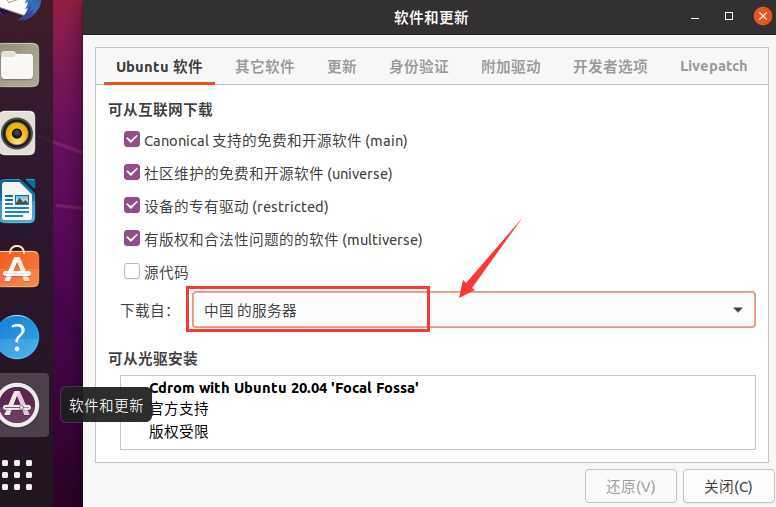 软件和更新
Ubuntu 软件 其它软件 更新 身份验证 附加驱动 开发者选项 Livepatch
可从互联网下载
Canonical 支持的免费和开源软件 (main)
社区维护的免费和开源软件 (universe)
设备的专有驱动 (restricted)
有版权和合法性问题的的软件 (multiverse)
源代码
下载自： 中国 的服务器
可从光驱安装
Cdrom with Ubuntu 20.04 'Focal Fossa'
官方支持
版权受限
软件和更新
还原(V) 关闭(C)